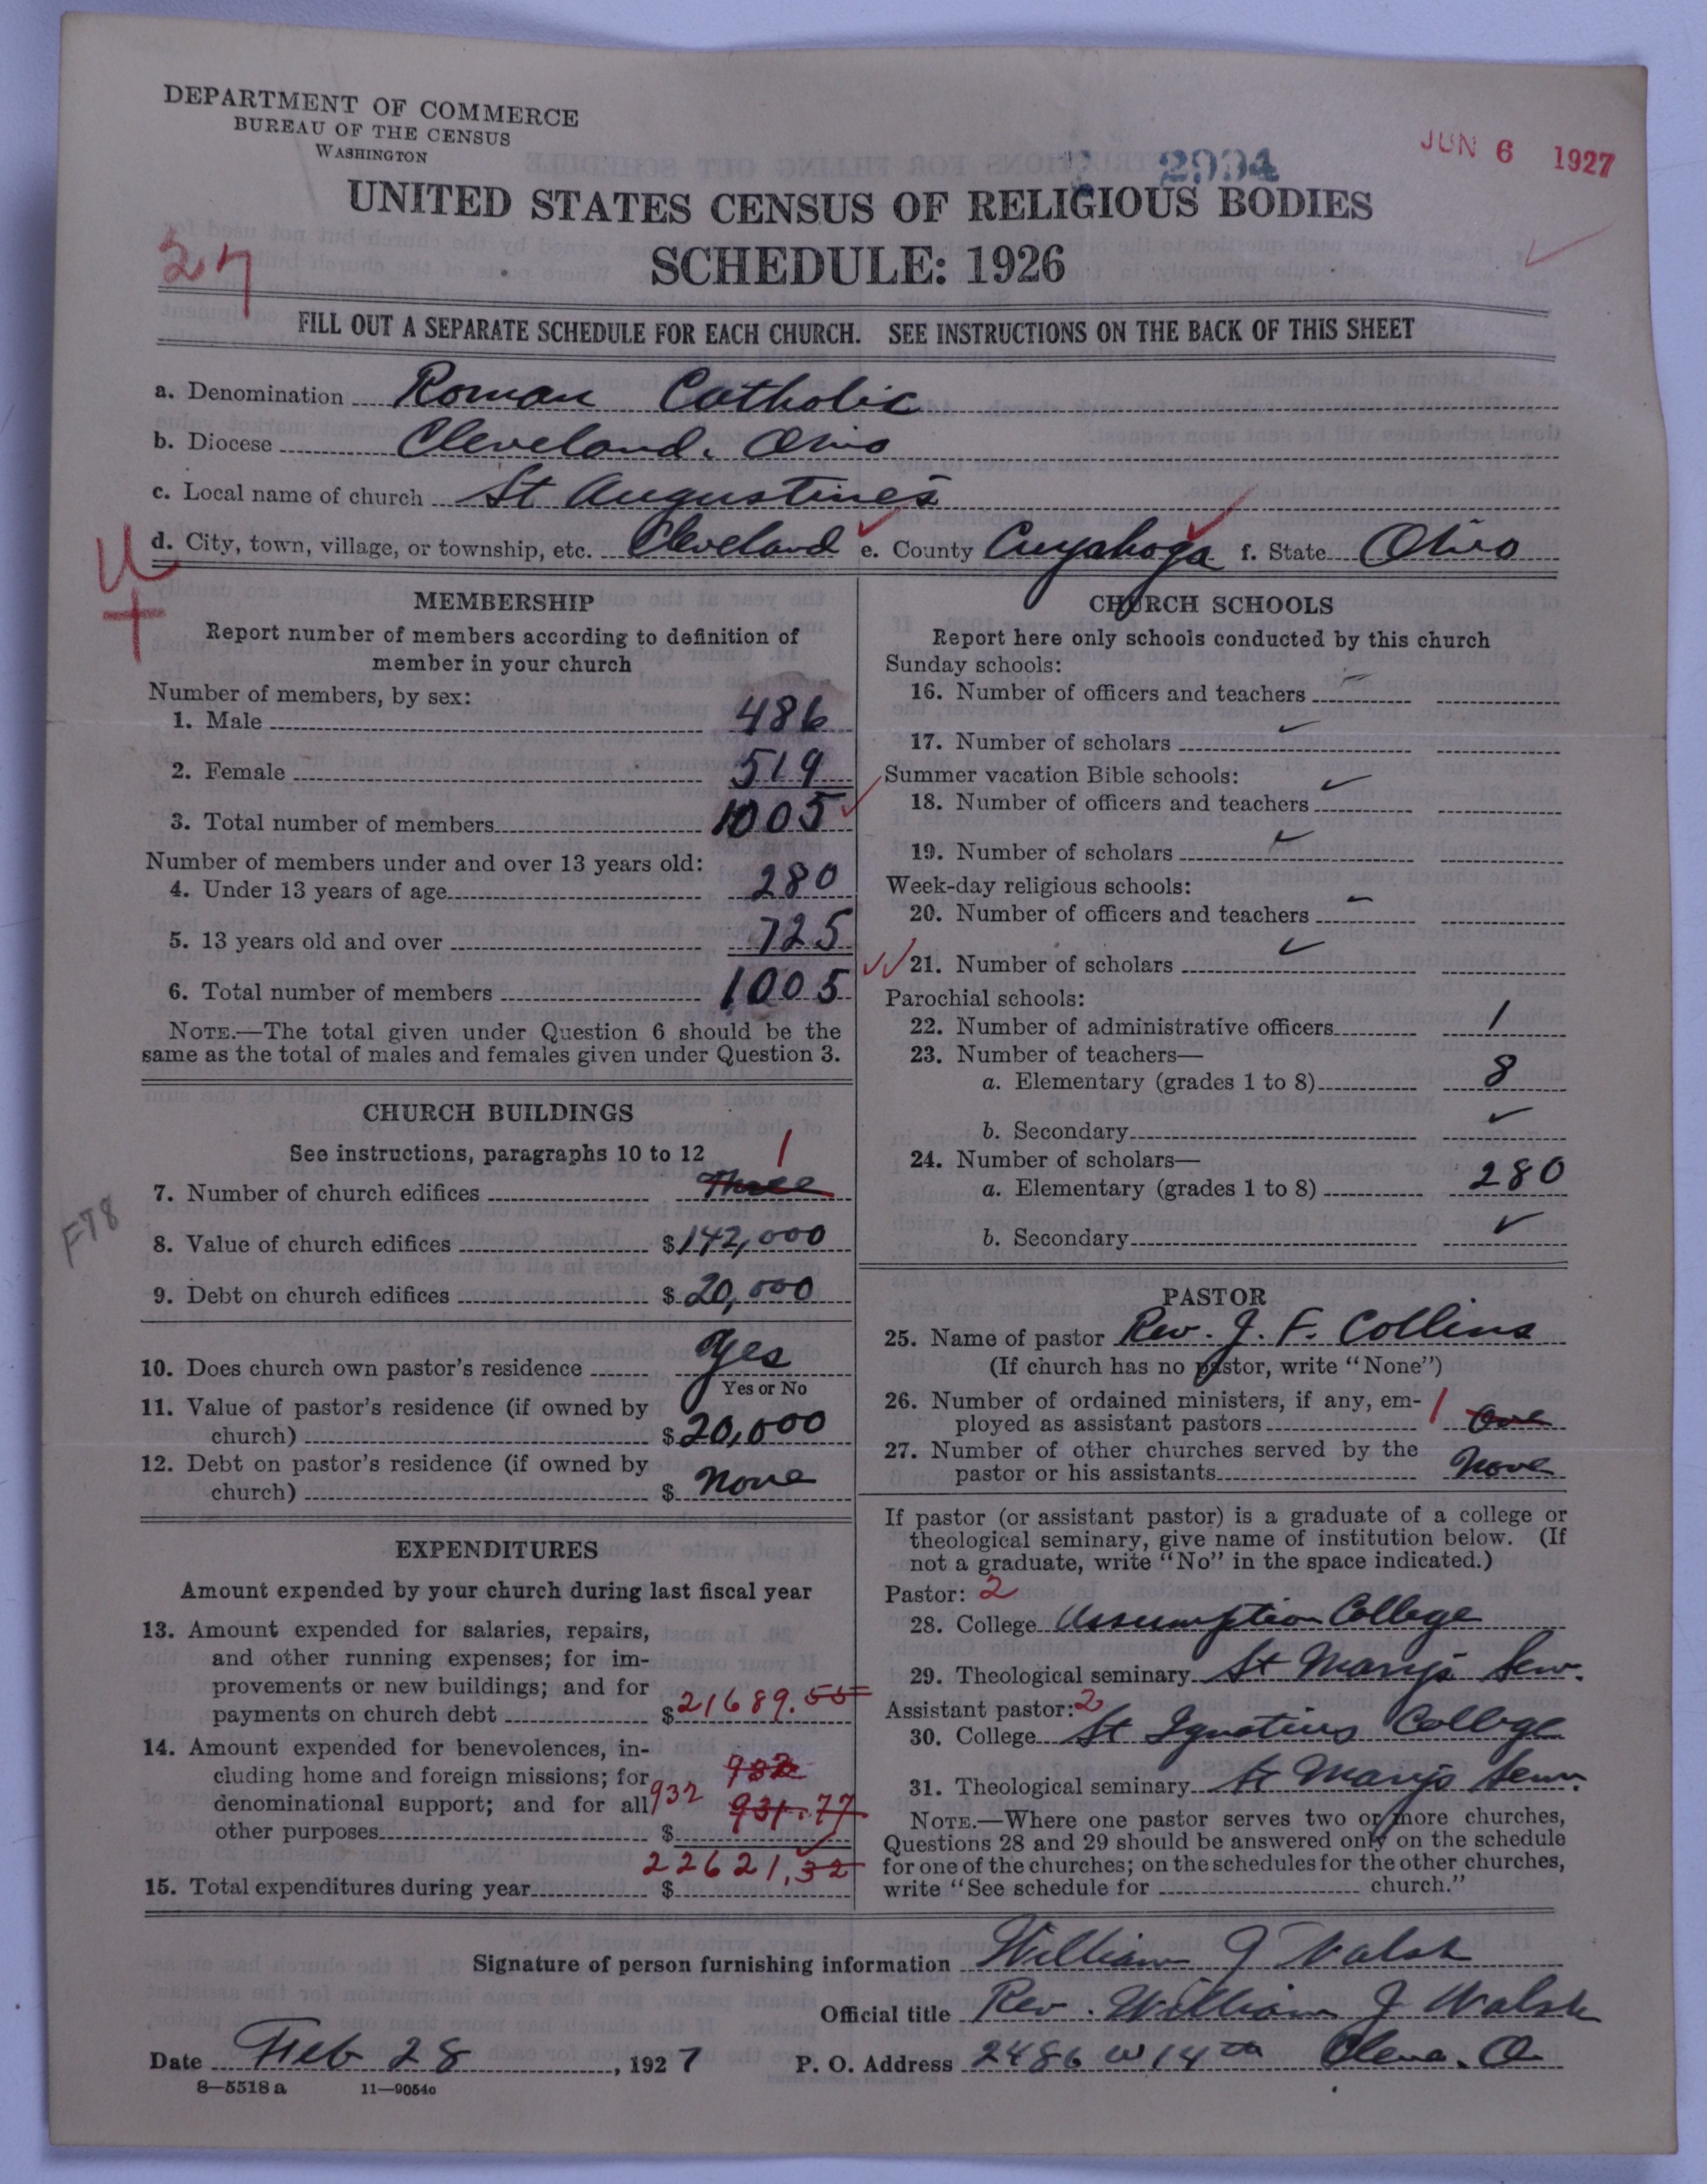 DEPARTMENT OF COMMERCE
BUREAU OF THE CENSUS
WASHINGTON
JUN 6 1927
2994
UNITED STATES CENSUS OF RELIGIOUS BODIES
SCHEDULE: 1926
27
FILL OUT A SEPARATE SCHEDULE FOR EACH CHURCH. SEE INSTRUCTIONS ON THE BACK OF THIS SHEET
a. Denomination Roman Catholic
b. Diocese Cleveland. Ohio
c. Local name of church St Augustine's
d. City, town, village, or township, etc. Cleveland e. County Cuyahoga f. State Ohio
U
MEMBERSHIP
Report number of members according to definition of
member in your church
Number of members, by sex:
1. Male 486
2. Female 519
3. Total number of members 1005
Number of members under and over 13 years old:
4. Under 13 years of age 280
5. 13 years old and over 725
6. Total number of members 1005
NOTE.—The total given under Question 6 should be the
same as the total of males and females given under Question 3.
CHURCH BUILDINGS
See instructions, paragraphs 10 to 12 1
7. Number of church edifices Three
F78
8. Value of church edifices $142,000
9. Debt on church edifices $20,000
10. Does church own pastor's residence Yes
Yes or No
11. Value of pastor's residence (if owned by
church) $20,000
12. Debt on pastor's residence (if owned by
church) $ None
EXPENDITURES
Amount expended by your church during last fiscal year
13. Amount expended for salaries, repairs,
and other running expenses; for im-
provements or new buildings; and for
payments on church debt $21689.55
14. Amount expended for benevolences, in-
cluding home and foreign missions; for 932
denominational support; and for all 932 931.77
other purposes $
22621,32
15. Total expenditures during year $
CHURCH SCHOOLS
Report here only schools conducted by this church
Sunday schools:
16. Number of officers and teachers
17. Number of scholars
Summer vacation Bible schools:
18. Number of officers and teachers
19. Number of scholars
Week-day religious schools:
20. Number of officers and teachers
21. Number of scholars
Parochial schools:
22. Number of administrative officers 1
23. Number of teachers—
a. Elementary (grades 1 to 8) 8
b. Secondary
24. Number of scholars—
a. Elementary (grades 1 to 8) 280
b. Secondary
PASTOR
25. Name of pastor Rev. J. F. Collins
(If church has no pastor, write "None")
26. Number of ordained ministers, if any, em-
ployed as assistant pastors 1 One
27. Number of other churches served by the
pastor or his assistants None
If pastor (or assistant pastor) is a graduate of a college or
theological seminary, give name of institution below. (If
not a graduate, write "No" in the space indicated.)
Pastor: 2
28. College Assumption College
29. Theological seminary St Marys Sem.
Assistant pastor: 2
30. College St Ignatius College
31. Theological seminary St Marys Sem.
NOTE.—Where one pastor serves two or more churches,
Questions 28 and 29 should be answered only on the schedule
for one of the churches; on the schedules for the other churches,
write "See schedule for church."
Signature of person furnishing information William J Walsh
Official title Rev. William J Walsh
Date Feb 28, 1927 P. O. Address 2486 W 14th Cleve. O.
8—5518a 11—9054c